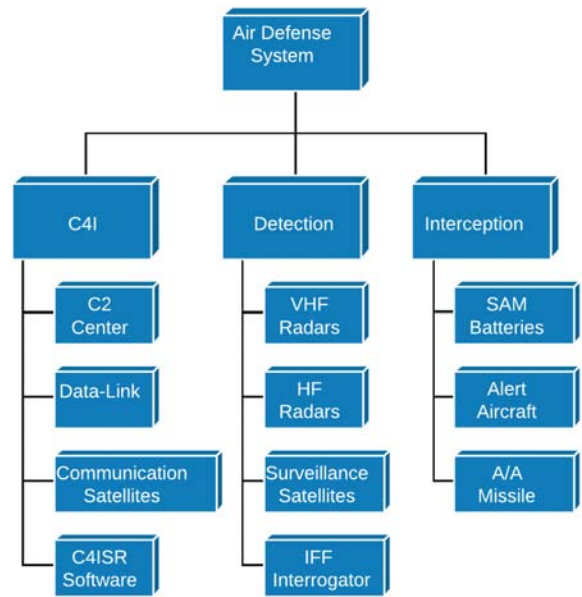 Air Defense
System
C4I
Detection
Interception
C2
Center
Data-Link
Communication
Satellites
C4ISR
Software
VHF
Radars
HF
Radars
Surveillance
Satellites
IFF
Interrogator
SAM
Batteries
Alert
Aircraft
A/A
Missile